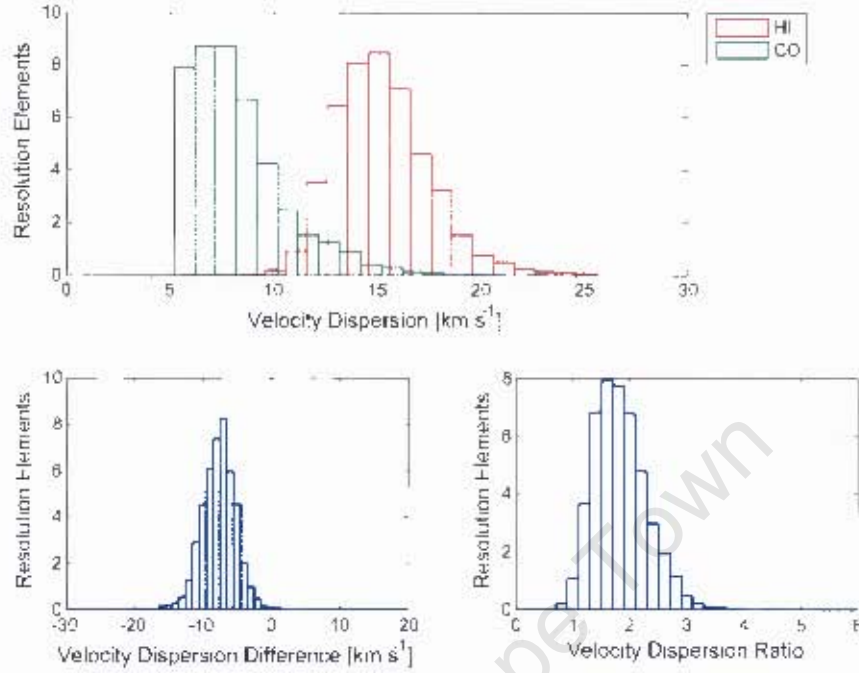 10
8
6
4
2
0
Resolution Elements
0 5 10 15 20 25 30
Velocity Dispersion [km s-1]
HI
CO
10
8
6
4
2
0
Resolution Elements
-30 -20 -10 0 10 20
Velocity Dispersion Difference [km s-1]
8
6
4
2
0
Resolution Elements
0 1 2 3 4 5 6
Velocity Dispersion Ratio
pe Town